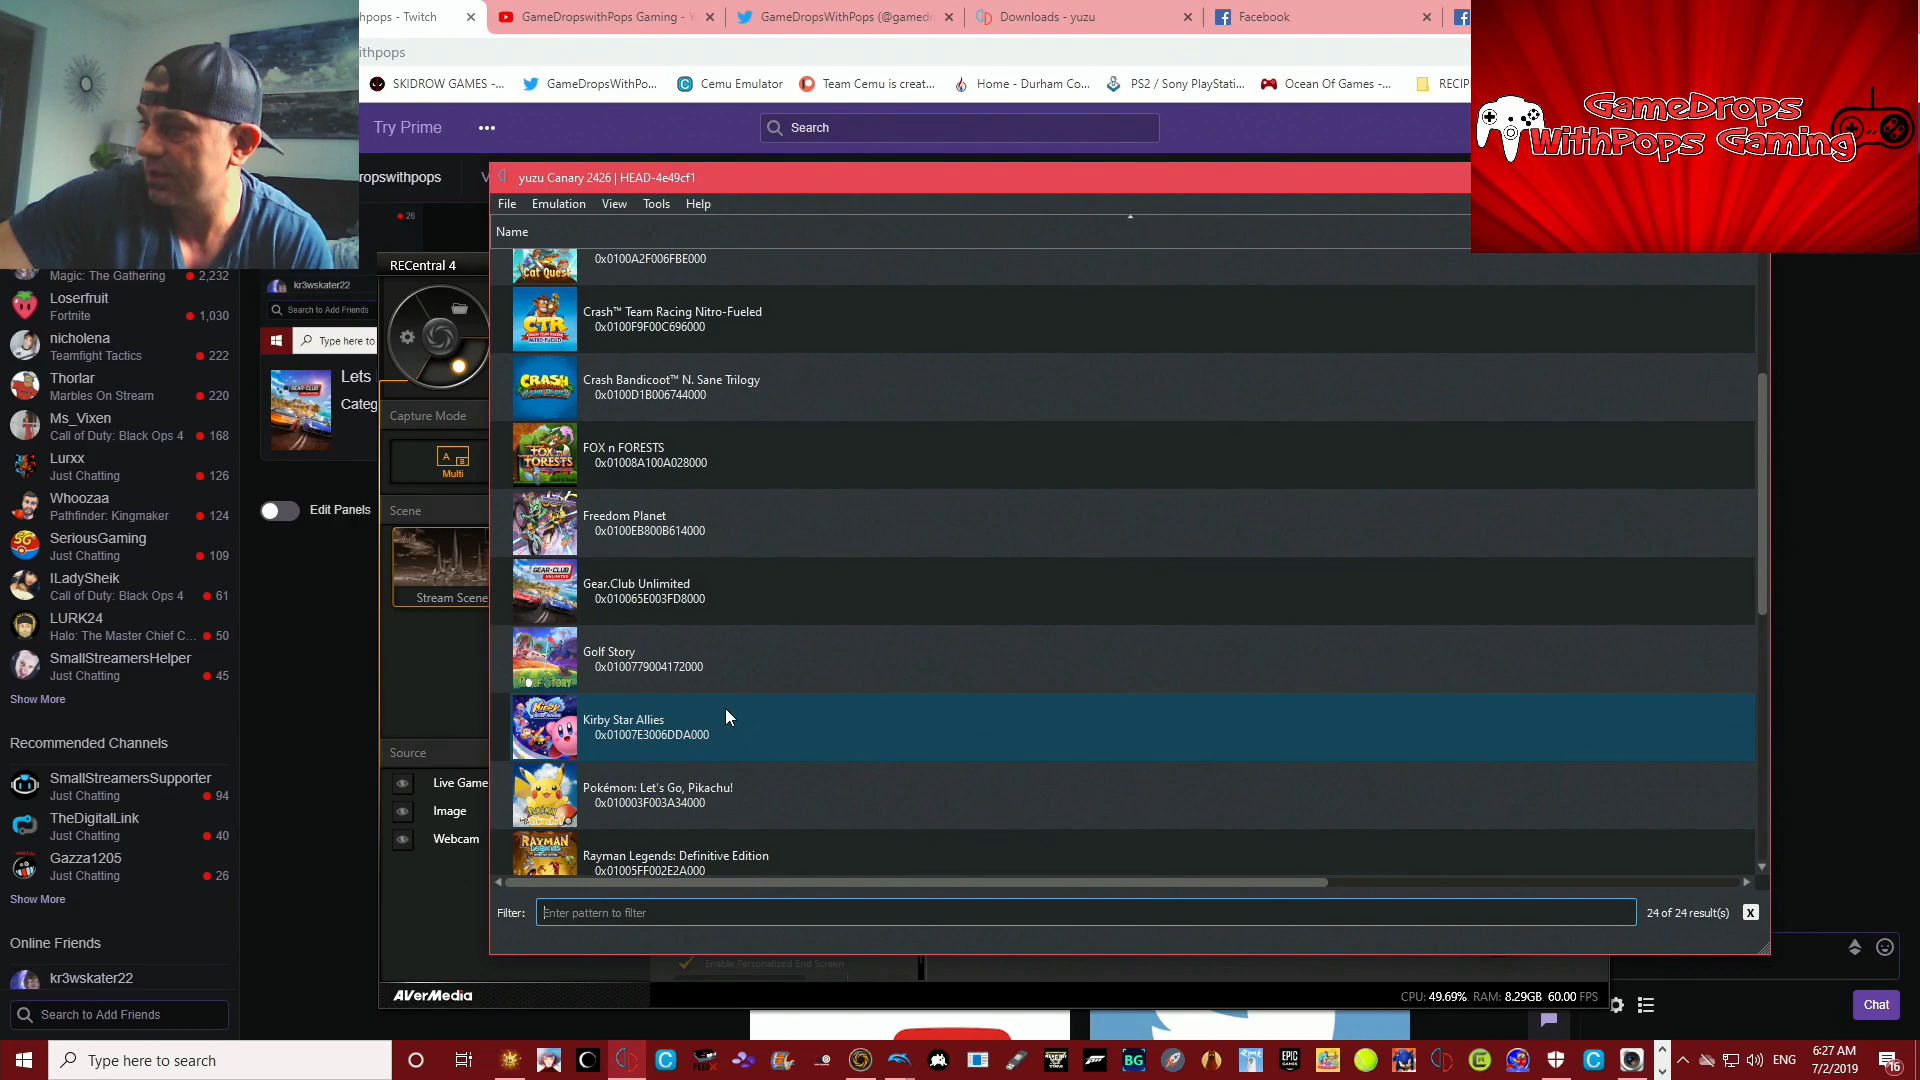 hpops - Twitch
GameDropswithPops Gaming - Y
GameDropsWithPops (@gamedr
Downloads - yuzu
Facebook
ithpops
SKIDROW GAMES -...
GameDropsWithPo...
Cemu Emulator
Team Cemu is creat...
Home - Durham Co...
PS2 / Sony PlayStati...
Ocean Of Games -...
RECIP
GameDrops
WithPops Gaming
Try Prime
Search
ropswithpops
V
26
yuzu Canary 2426 | HEAD-4e49cf1
File Emulation View Tools Help
Name
0x0100A2F006FBE000
Crash™ Team Racing Nitro-Fueled
0x0100F9F00C696000
Crash Bandicoot™ N. Sane Trilogy
0x0100D1B006744000
FOX n FORESTS
0x01008A100A028000
Freedom Planet
0x0100EB800B614000
Gear.Club Unlimited
0x010065E003FD8000
Golf Story
0x0100779004172000
Kirby Star Allies
0x01007E3006DDA000
Pokémon: Let's Go, Pikachu!
0x010003F003A34000
Rayman Legends: Definitive Edition
0x01005FF002E2A000
Filter:
Enter pattern to filter
24 of 24 result(s)
X
Magic: The Gathering 2,232
Loserfruit
Fortnite 1,030
nicholena
Teamfight Tactics 222
Thorlar
Marbles On Stream 220
Ms_Vixen
Call of Duty: Black Ops 4 168
Lurxx
Just Chatting 126
Whoozaa
Pathfinder: Kingmaker 124
SeriousGaming
Just Chatting 109
ILadySheik
Call of Duty: Black Ops 4 61
LURK24
Halo: The Master Chief C... 50
SmallStreamersHelper
Just Chatting 45
Show More
Recommended Channels
SmallStreamersSupporter
Just Chatting 94
TheDigitalLink
Just Chatting 40
Gazza1205
Just Chatting 26
Show More
Online Friends
kr3wskater22
Search to Add Friends
kr3wskater22
Search to Add Friends
Type here to
Lets
Categ
Edit Panels
RECentral 4
Capture Mode
A B
Multi
Scene
Stream Scene
Source
Live Game
Image
Webcam
Enable Personalized End Screen
AVerMedia
CPU: 49.69% RAM: 8.29GB 60.00 FPS
Chat
Type here to search
ENG
6:27 AM
7/2/2019
16